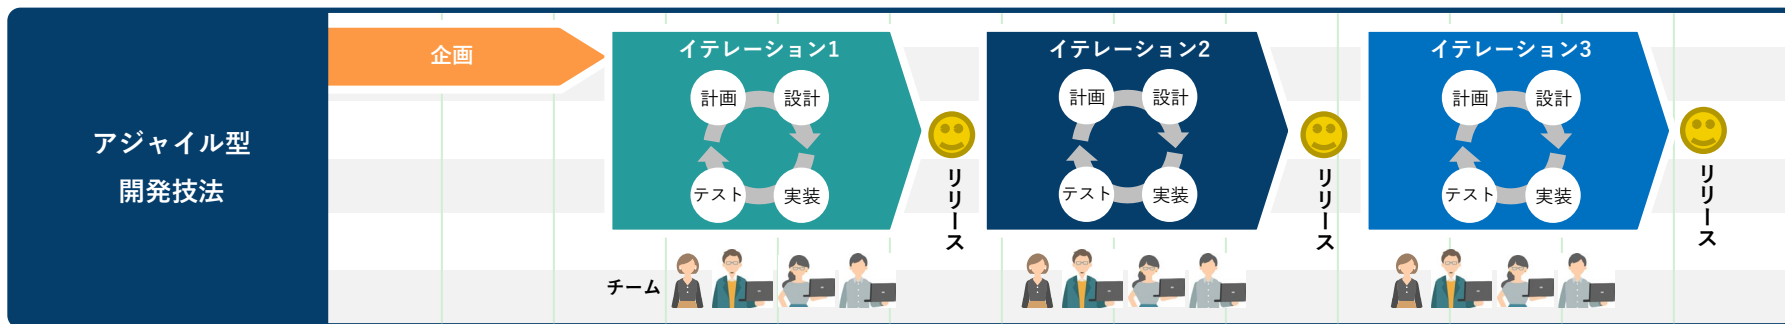 アジャイル型
開発技法
企画
イテレーション1
計画
設計
テスト
実装
リリース
イテレーション2
計画
設計
テスト
実装
リリース
イテレーション3
計画
設計
テスト
実装
リリース
チーム